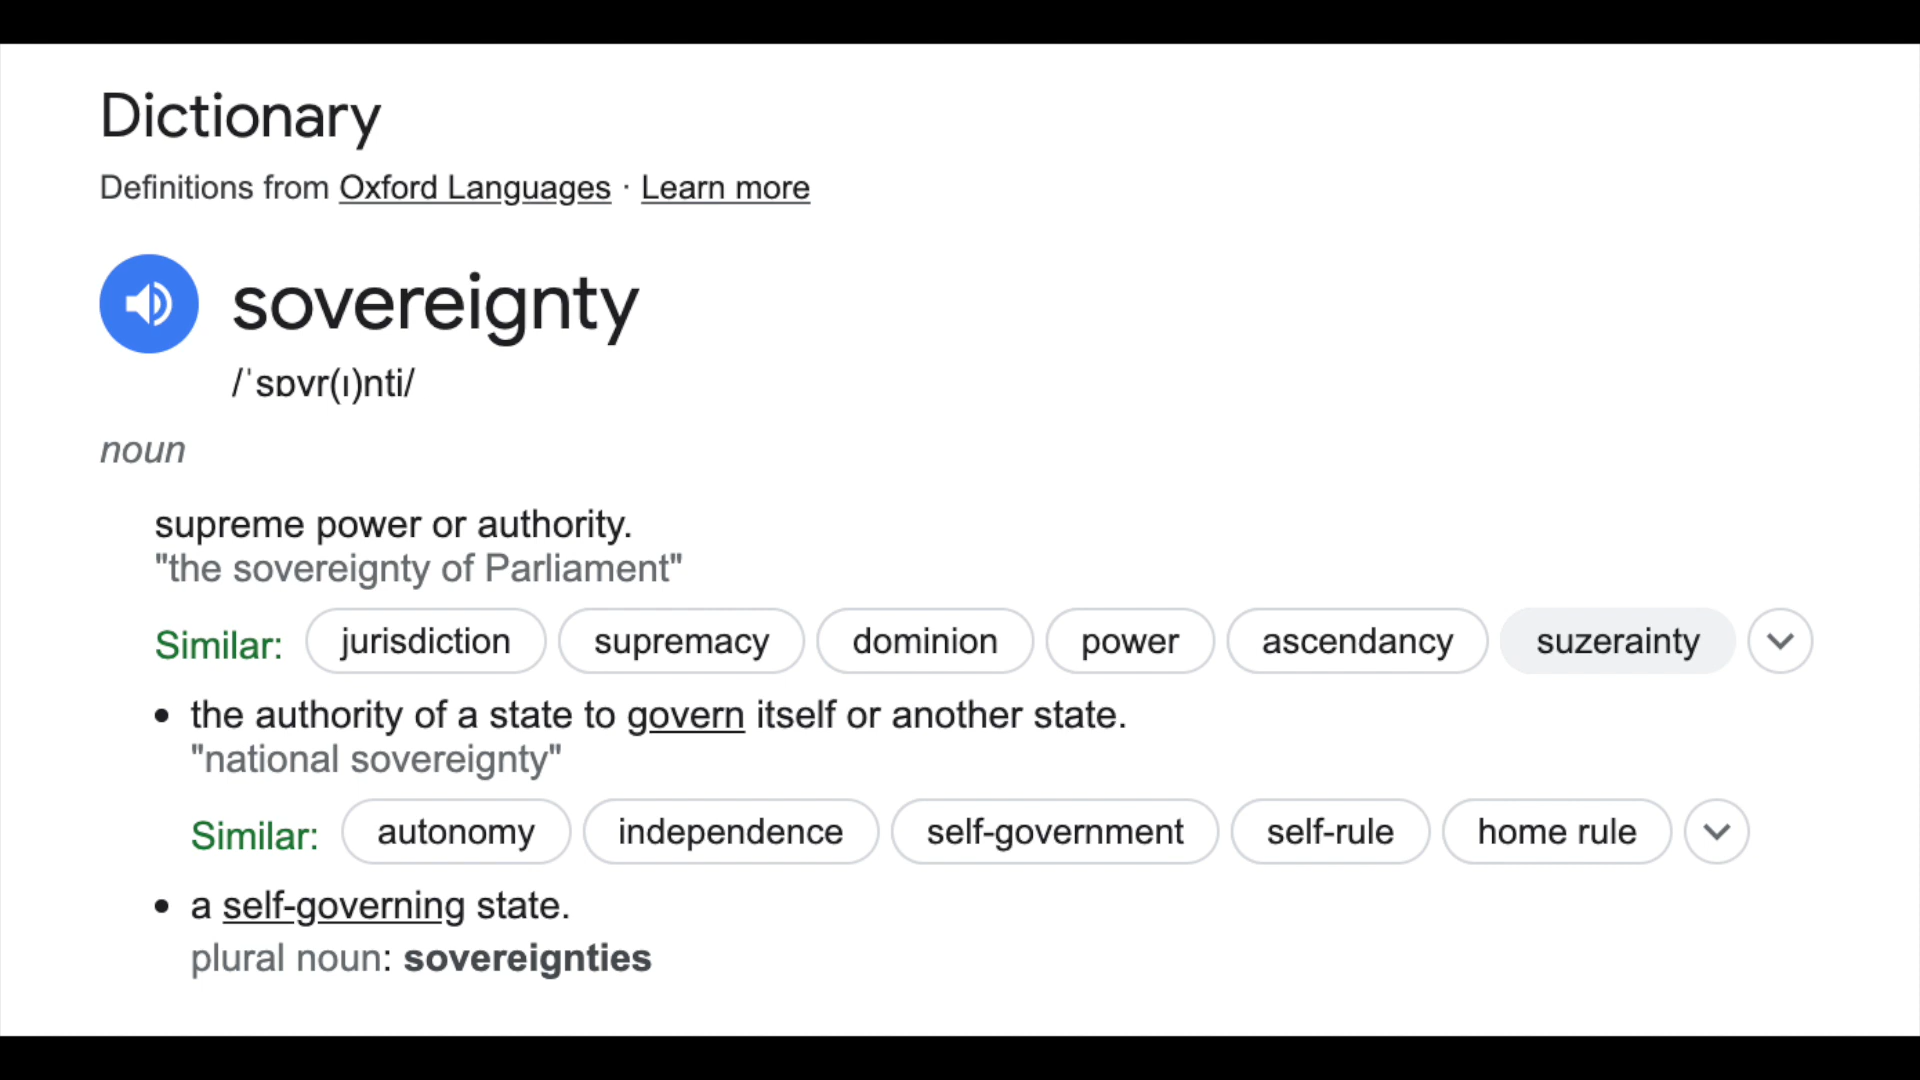 Dictionary
Definitions from Oxford Languages · Learn more
sovereignty
/ˈsɒvr(ɪ)nti/
noun
supreme power or authority.
"the sovereignty of Parliament"
Similar: jurisdiction supremacy dominion power ascendancy suzerainty
• the authority of a state to govern itself or another state.
"national sovereignty"
Similar: autonomy independence self-government self-rule home rule
• a self-governing state.
plural noun: sovereignties